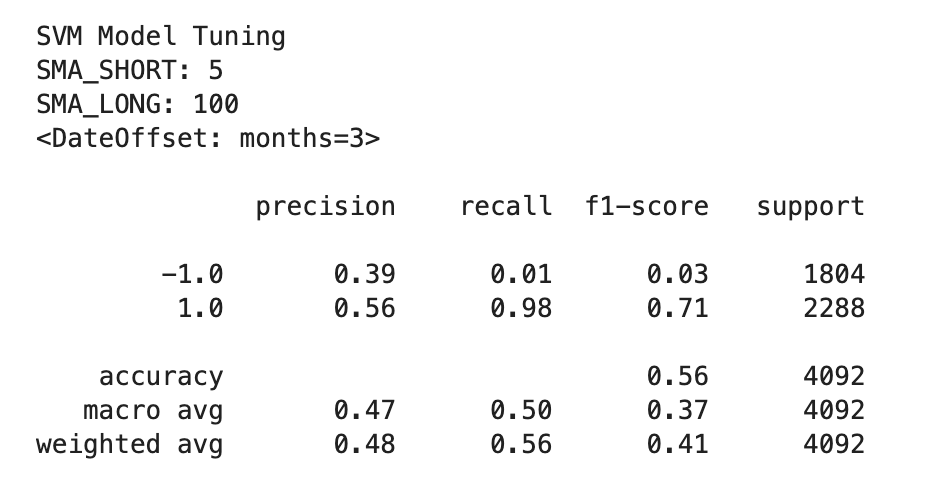 SVM Model Tuning
SMA_SHORT: 5
SMA_LONG: 100
<DateOffset: months=3>
precision recall f1-score support
-1.0 0.39 0.01 0.03 1804
1.0 0.56 0.98 0.71 2288
accuracy 0.56 4092
macro avg 0.47 0.50 0.37 4092
weighted avg 0.48 0.56 0.41 4092